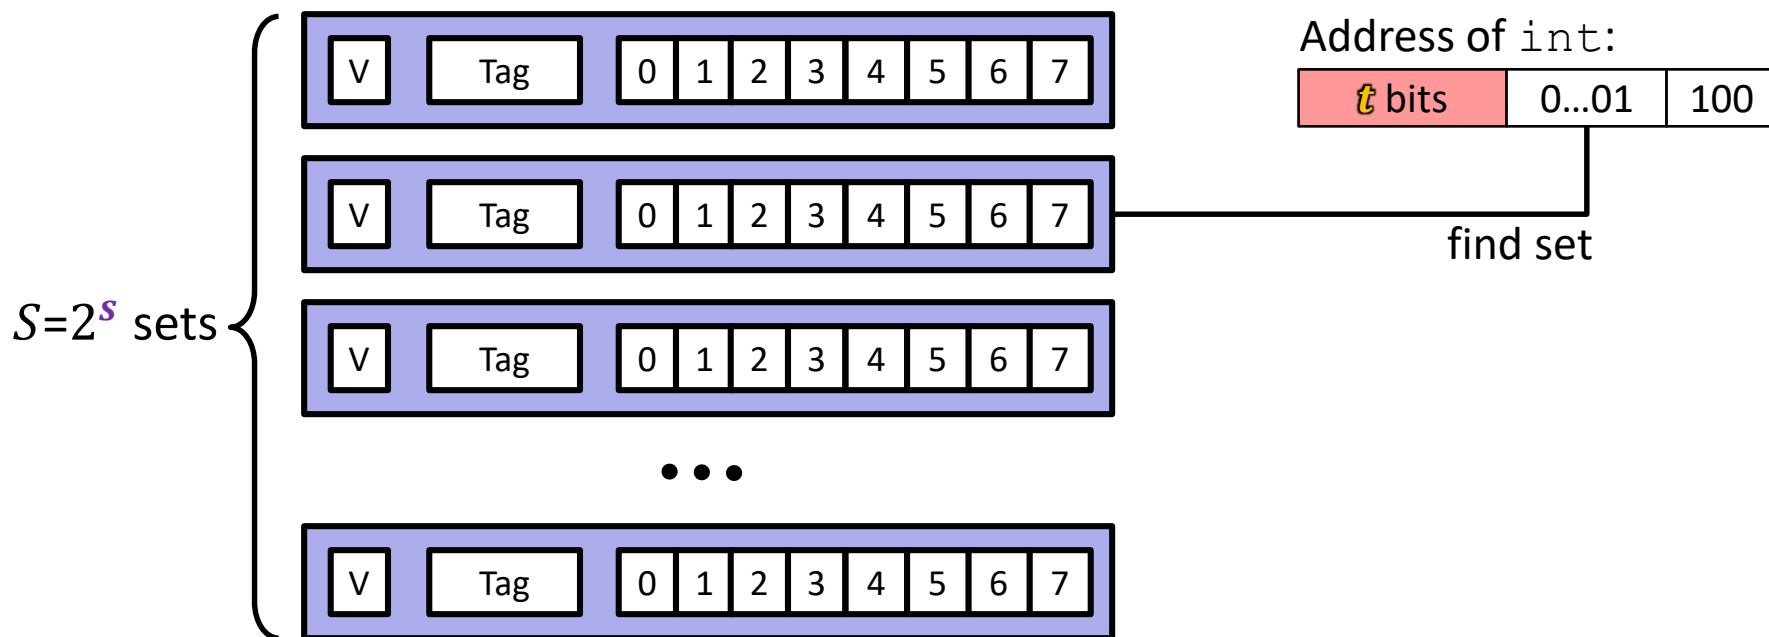 V Tag 0 1 2 3 4 5 6 7
Address of int:
t bits 0...01 100
V Tag 0 1 2 3 4 5 6 7
find set
S=2^s sets
V Tag 0 1 2 3 4 5 6 7
•••
V Tag 0 1 2 3 4 5 6 7